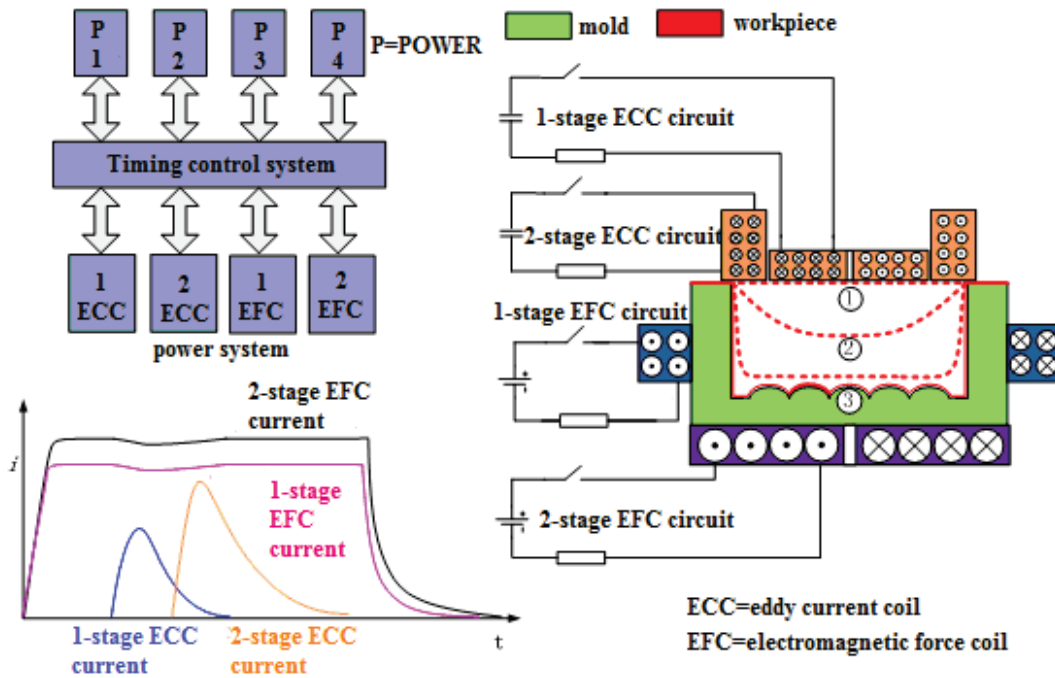 P
1
P
2
P
3
P
4
P=POWER
Timing control system
1
ECC
2
ECC
1
EFC
2
EFC
power system
mold
workpiece
1-stage ECC circuit
2-stage ECC circuit
1-stage EFC circuit
2-stage EFC circuit
①
②
③
2-stage EFC
current
i
1-stage
EFC
current
t
1-stage ECC
current
2-stage ECC
current
ECC=eddy current coil
EFC=electromagnetic force coil